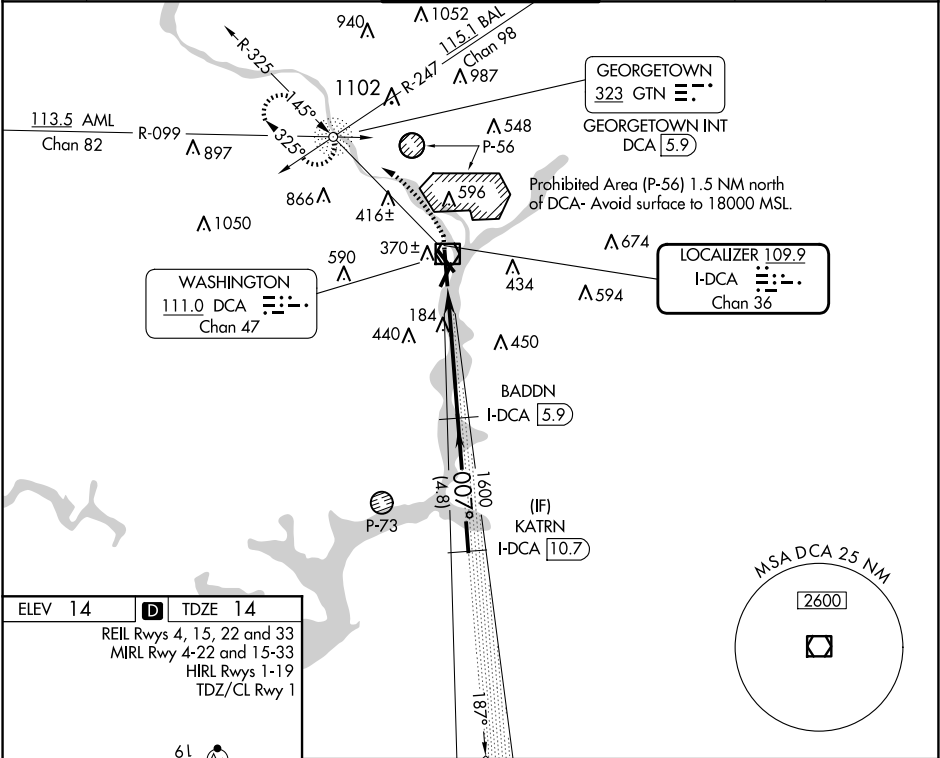 940
1052
R-325
R-247
115.1 BAL
Chan 98
987
1102
GEORGETOWN
323 GTN
GEORGETOWN INT
DCA 5.9
113.5 AML
Chan 82
R-099
145°
325°
897
548
P-56
Prohibited Area (P-56) 1.5 NM north
of DCA- Avoid surface to 18000 MSL.
596
866
416±
1050
370±
590
674
434
594
WASHINGTON
111.0 DCA
Chan 47
LOCALIZER 109.9
I-DCA
Chan 36
184
440
450
BADDN
I-DCA 5.9
007°
1600
(4.8)
(IF)
KATRN
I-DCA 10.7
P-73
187°
MSA DCA 25 NM
2600
ELEV 14 D TDZE 14
REIL Rwys 4, 15, 22 and 33
MIRL Rwy 4-22 and 15-33
HIRL Rwys 1-19
TDZ/CL Rwy 1
19